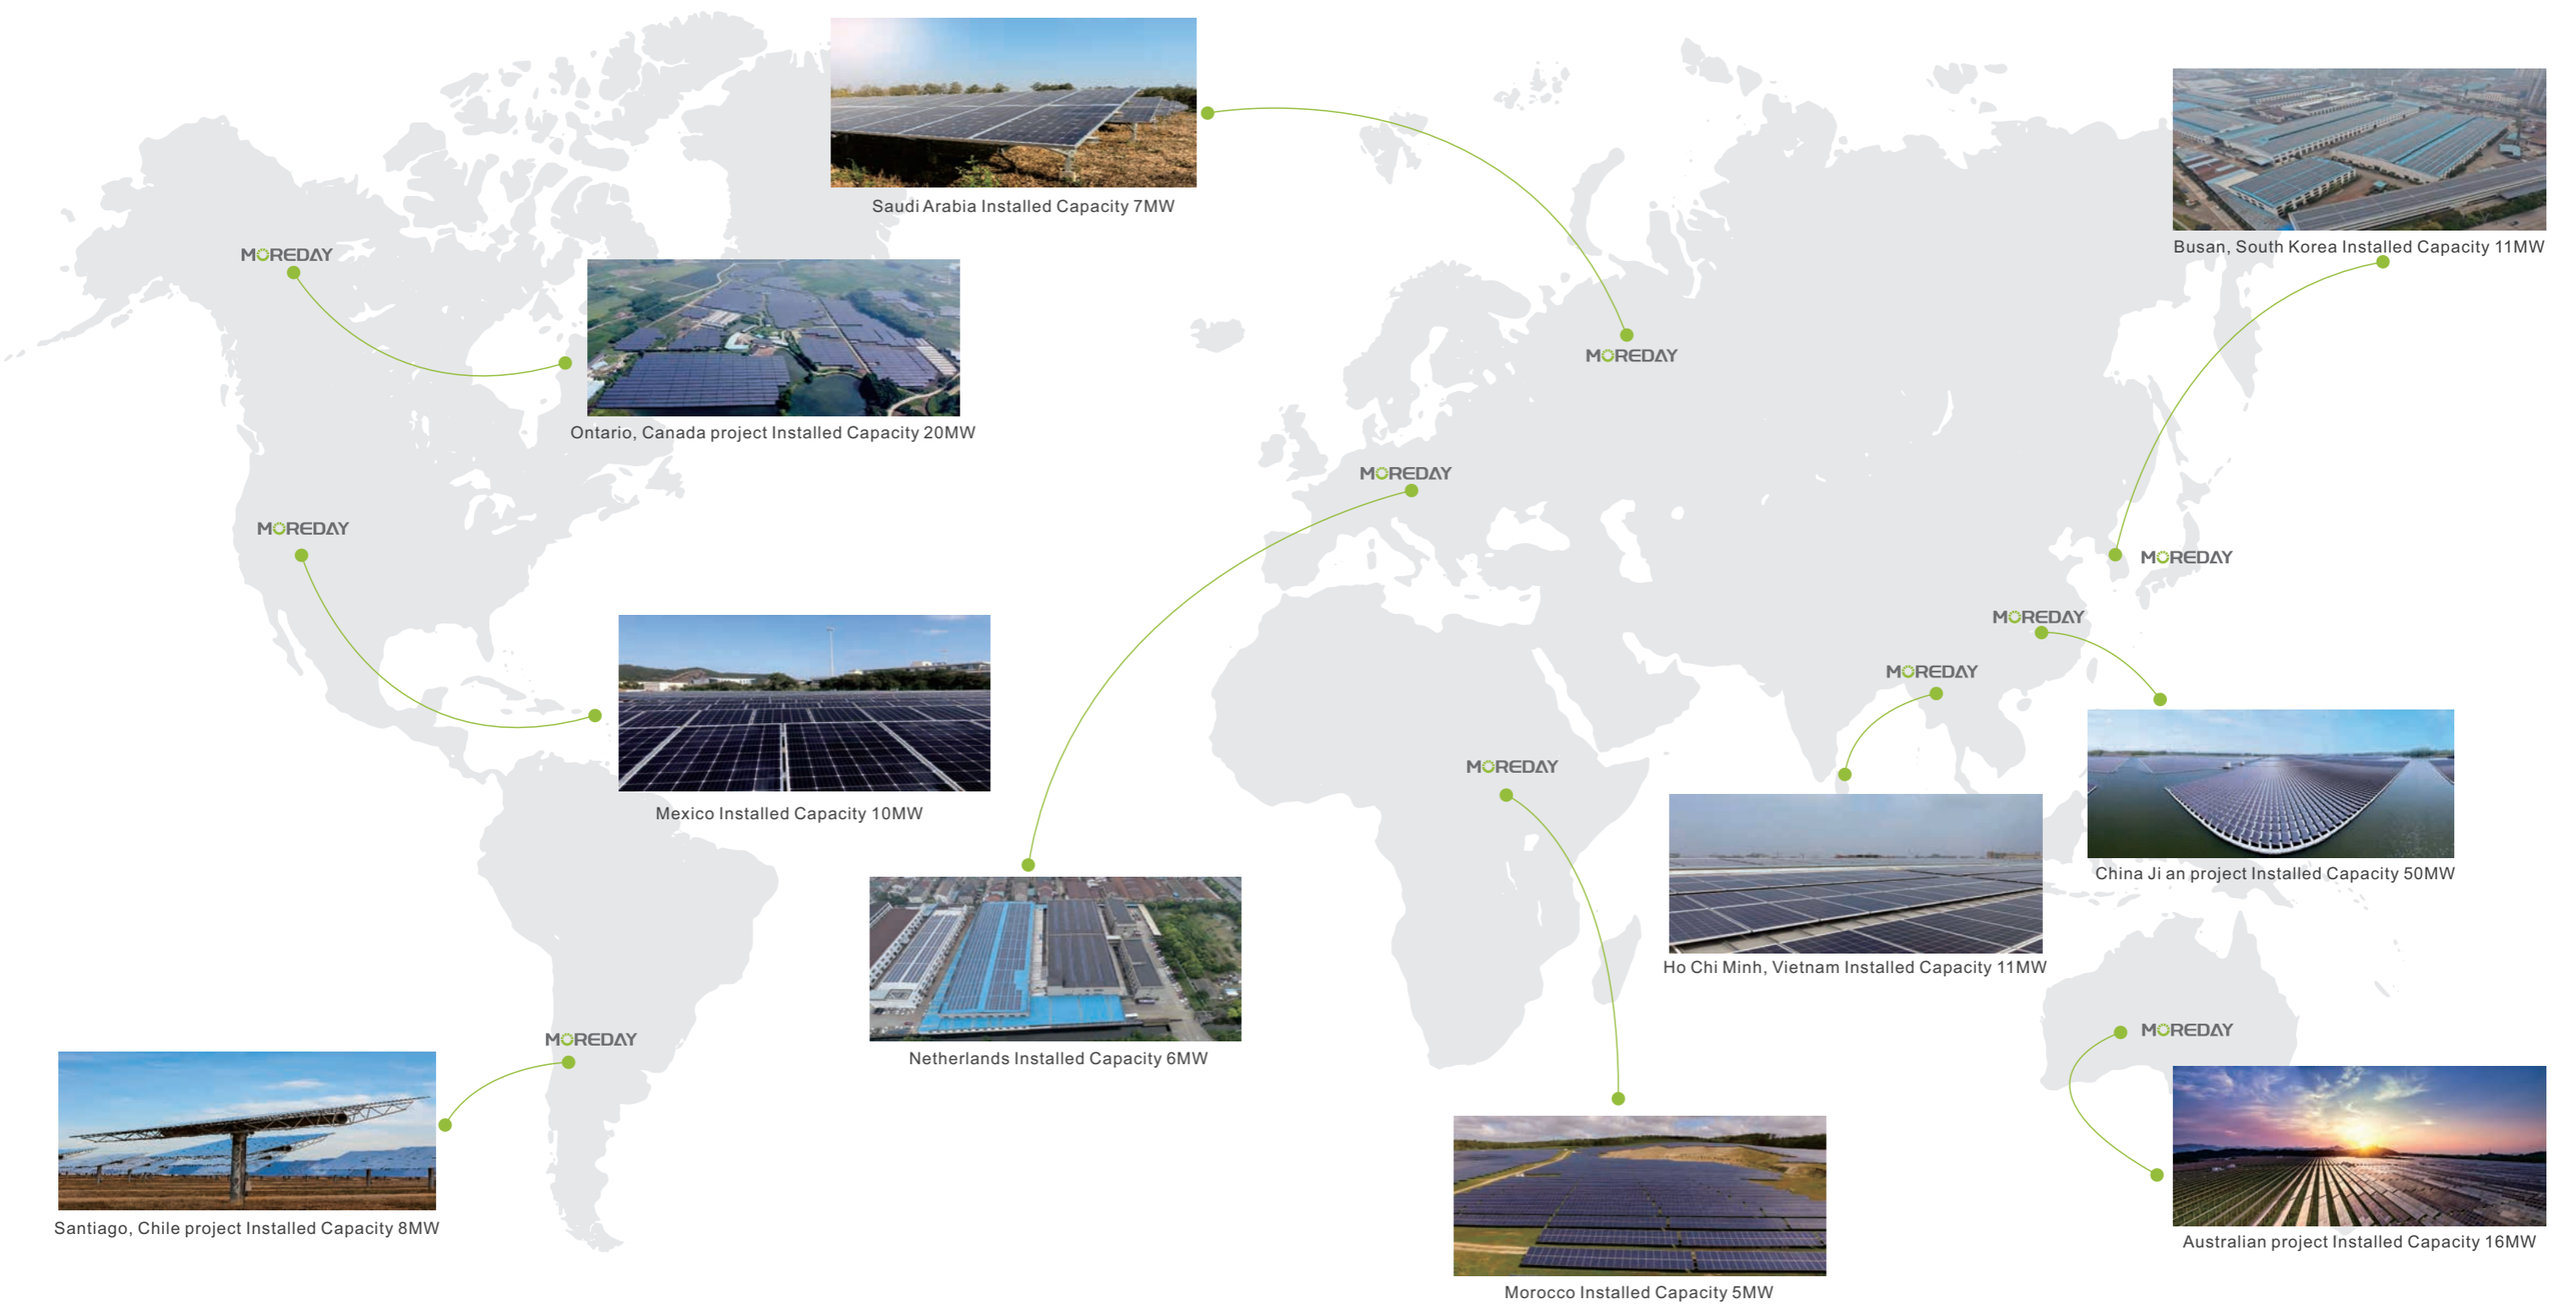 Saudi Arabia Installed Capacity 7MW
Busan, South Korea Installed Capacity 11MW
MOREDAY
MOREDAY
Ontario, Canada project Installed Capacity 20MW
MOREDAY
MOREDAY
MOREDAY
MOREDAY
MOREDAY
MOREDAY
Mexico Installed Capacity 10MW
China Ji an project Installed Capacity 50MW
Ho Chi Minh, Vietnam Installed Capacity 11MW
MOREDAY
MOREDAY
Netherlands Installed Capacity 6MW
Santiago, Chile project Installed Capacity 8MW
Australian project Installed Capacity 16MW
Morocco Installed Capacity 5MW